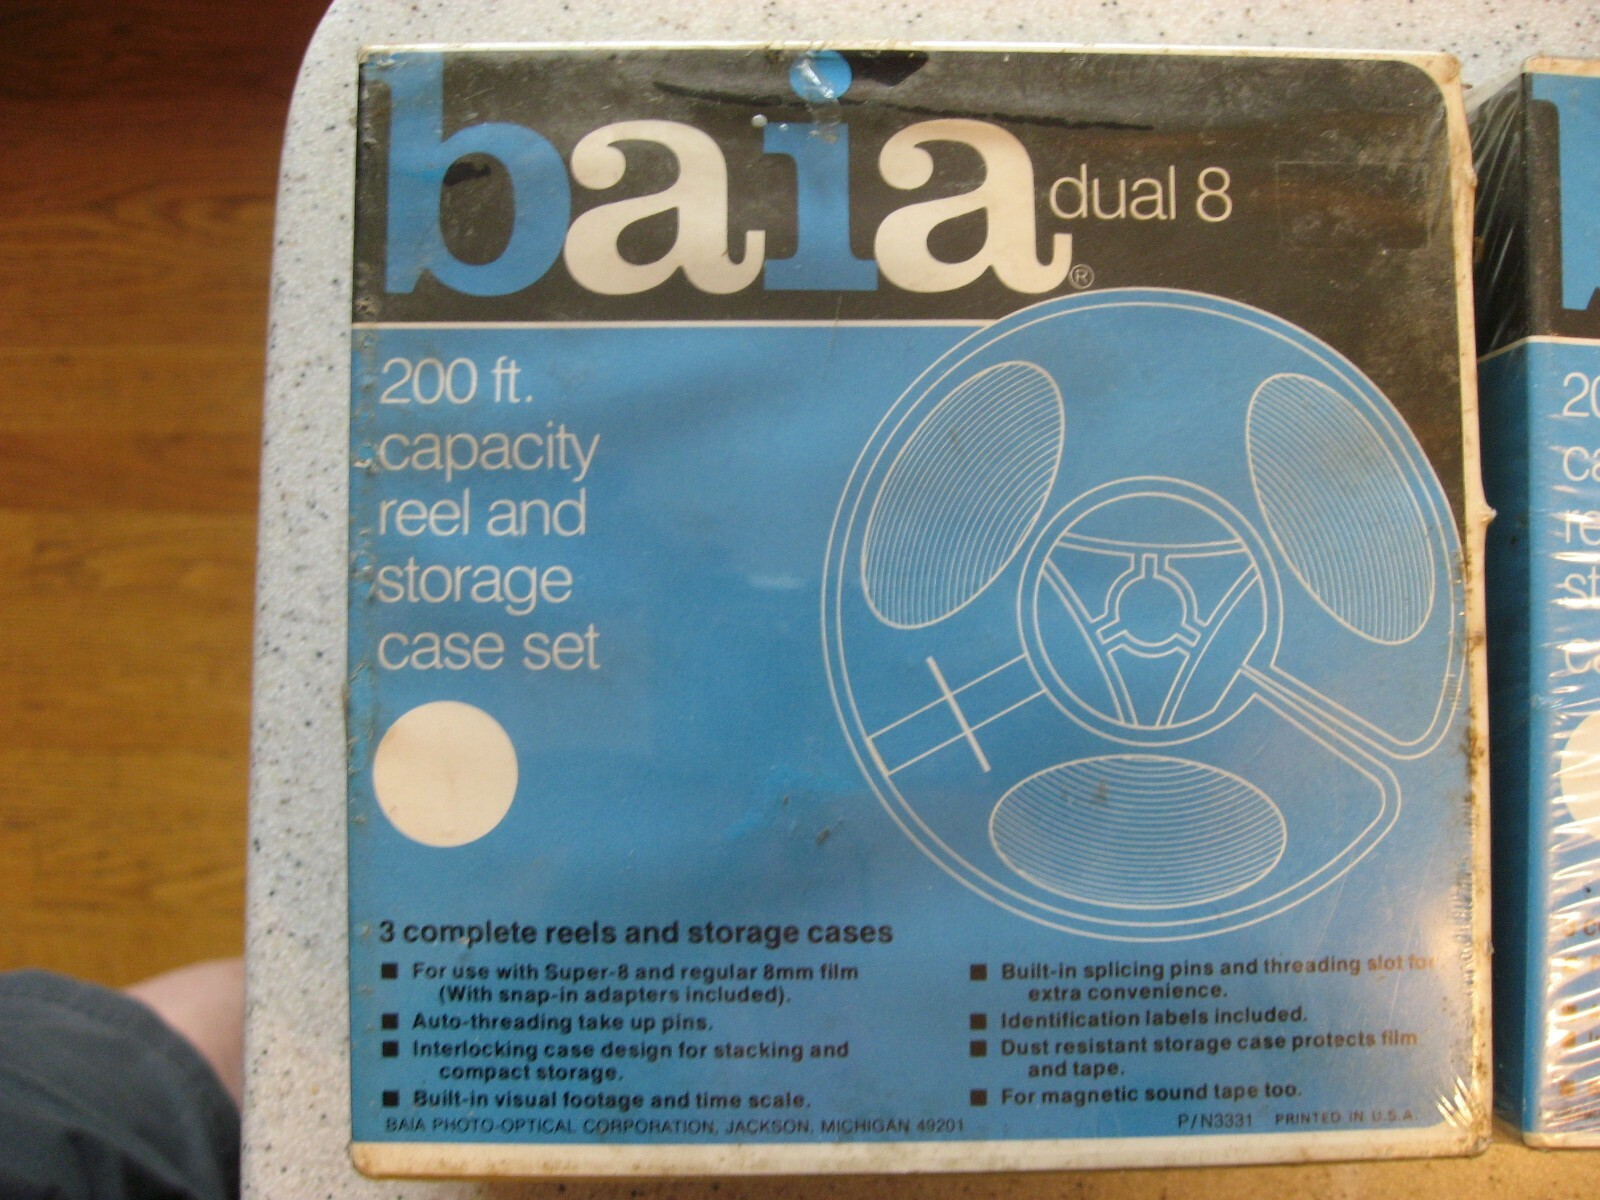 baia® dual 8
200 ft.
capacity
reel and
storage
case set
3 complete reels and storage cases
■ For use with Super-8 and regular 8mm film
(With snap-in adapters included).
■ Auto-threading take up pins.
■ Interlocking case design for stacking and
compact storage.
■ Built-in visual footage and time scale.
■ Built-in splicing pins and threading slot for
extra convenience.
■ Identification labels included.
■ Dust resistant storage case protects film
and tape.
■ For magnetic sound tape too.
BAIA PHOTO-OPTICAL CORPORATION, JACKSON, MICHIGAN 49201
P/N3331 PRINTED IN U.S.A.